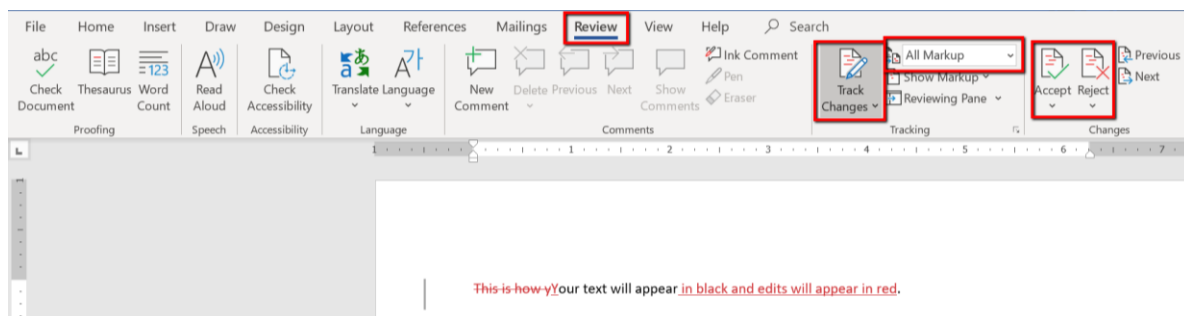 File Home Insert Draw Design Layout References Mailings Review View Help Search
abc
Check Document
Thesaurus
123
Word Count
Read Aloud
Check Accessibility
Translate
Language
New Comment
Delete
Previous
Next
Show Comments
Ink Comment
Pen
Eraser
Track Changes
All Markup
Show Markup
Reviewing Pane
Accept
Reject
Previous
Next
Proofing Speech Accessibility Language Comments Tracking Changes
1 1 2 3 4 5 6 7
This is how yYour text will appear in black and edits will appear in red.